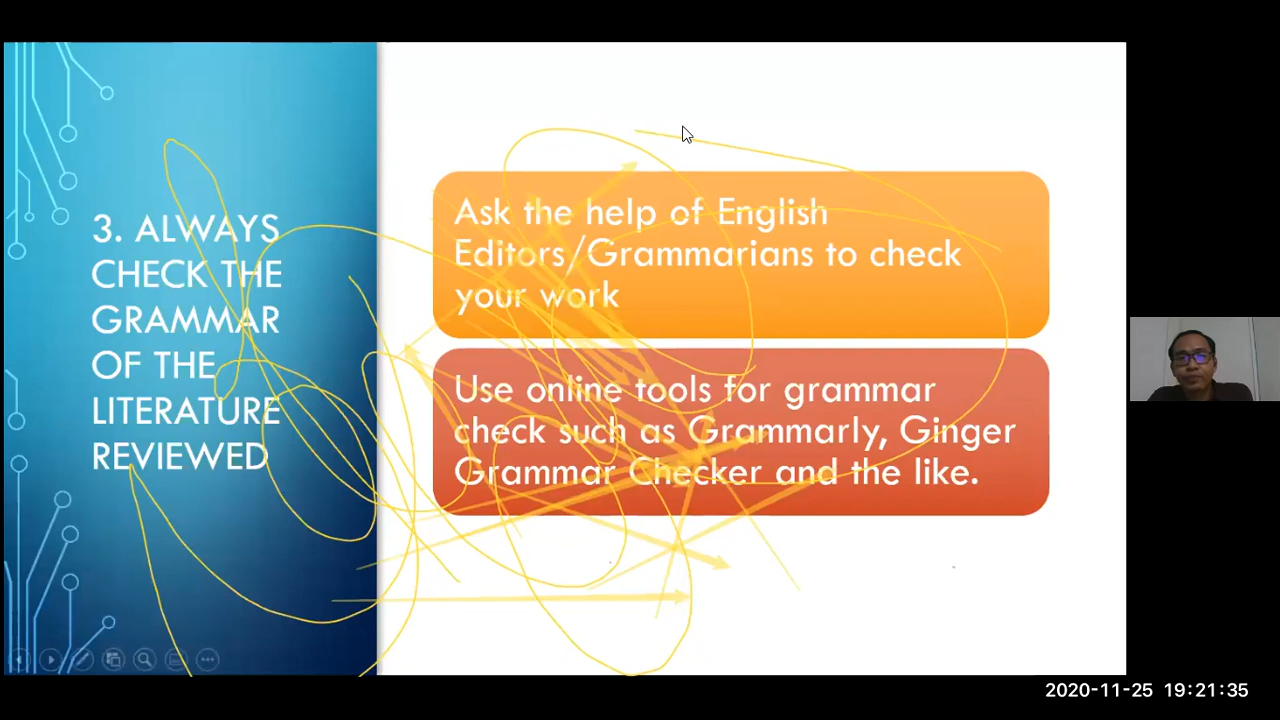 3. ALWAYS
CHECK THE
GRAMMAR
OF THE
LITERATURE
REVIEWED
Ask the help of English
Editors/Grammarians to check
your work
Use online tools for grammar
check such as Grammarly, Ginger
Grammar Checker and the like.
2020-11-25 19:21:35